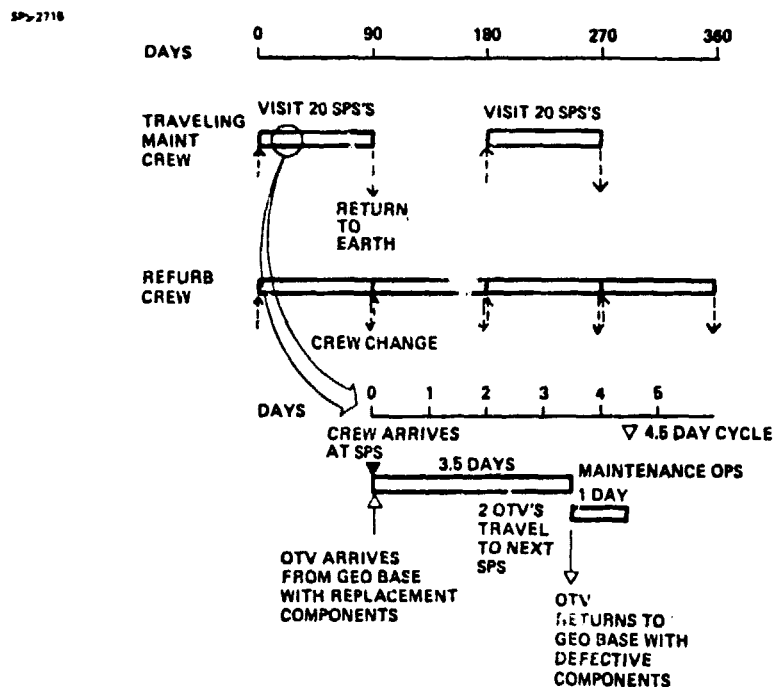 SPS-2716
0 90 180 270 360
DAYS
VISIT 20 SPS'S VISIT 20 SPS'S
TRAVELING
MAINT
CREW
RETURN
TO
EARTH
REFURB
CREW
CREW CHANGE
0 1 2 3 4 5
DAYS
CREW ARRIVES
AT SPS
4.5 DAY CYCLE
3.5 DAYS
MAINTENANCE OPS
1 DAY
2 OTV'S
TRAVEL
TO NEXT
SPS
OTV ARRIVES
FROM GEO BASE
WITH REPLACEMENT
COMPONENTS
OTV
RETURNS TO
GEO BASE WITH
DEFECTIVE
COMPONENTS